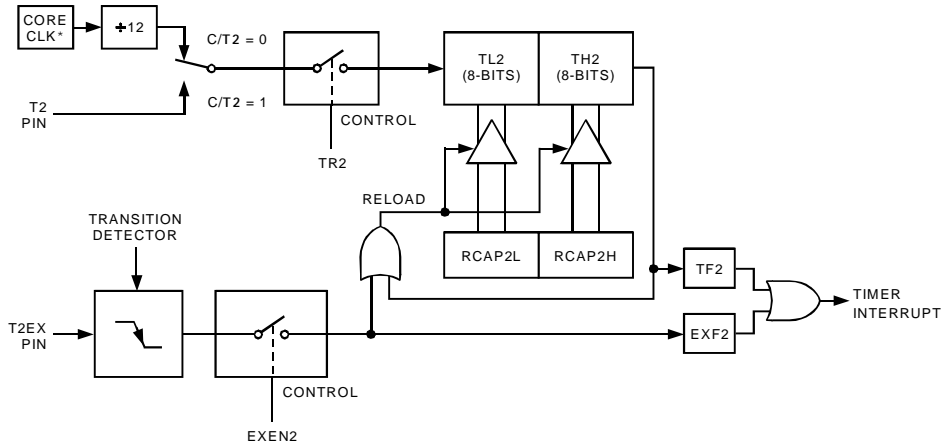 CORE
CLK*
÷12
C/T2 = 0
C/T2 = 1
T2
PIN
CONTROL
TR2
TL2
(8-BITS)
TH2
(8-BITS)
RELOAD
TRANSITION
DETECTOR
RCAP2L
RCAP2H
TF2
TIMER
INTERRUPT
T2EX
PIN
EXF2
CONTROL
EXEN2